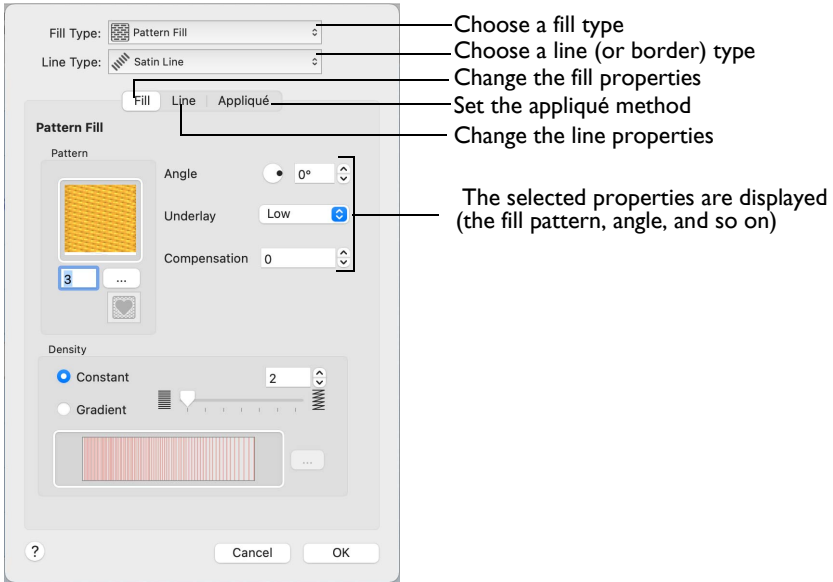 Fill Type: Pattern Fill
Choose a fill type
Line Type: Satin Line
Choose a line (or border) type
Change the fill properties
Fill Line Appliqué
Set the appliqué method
Change the line properties
Pattern Fill
Pattern
Angle 0°
Underlay Low
Compensation 0
The selected properties are displayed
(the fill pattern, angle, and so on)
3 ...
Density
Constant 2
Gradient
...
? Cancel OK